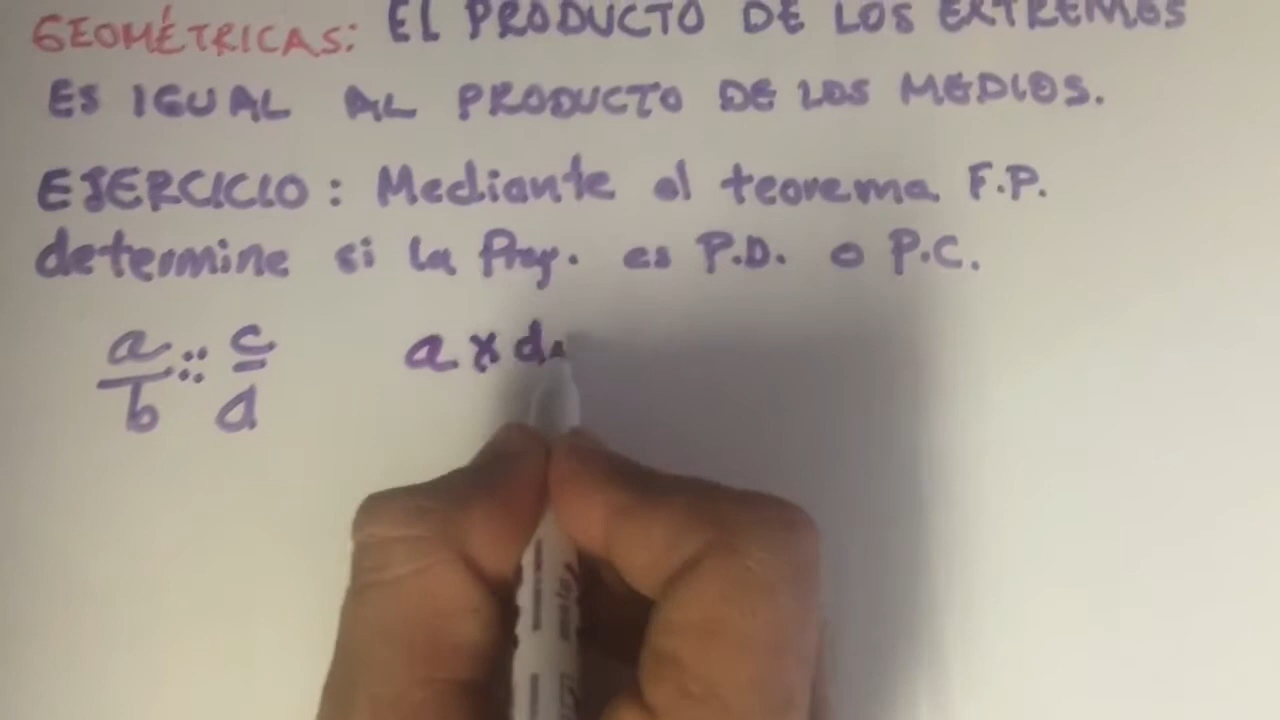 GEOMÉTRICAS: EL PRODUCTO DE LOS EXTREMOS
ES IGUAL AL PRODUCTO DE LOS MEDIOS.
EJERCICIO: Mediante el teorema F.P.
determine si la Prop. es P.D. o P.C.
a/b :: c/d a x d